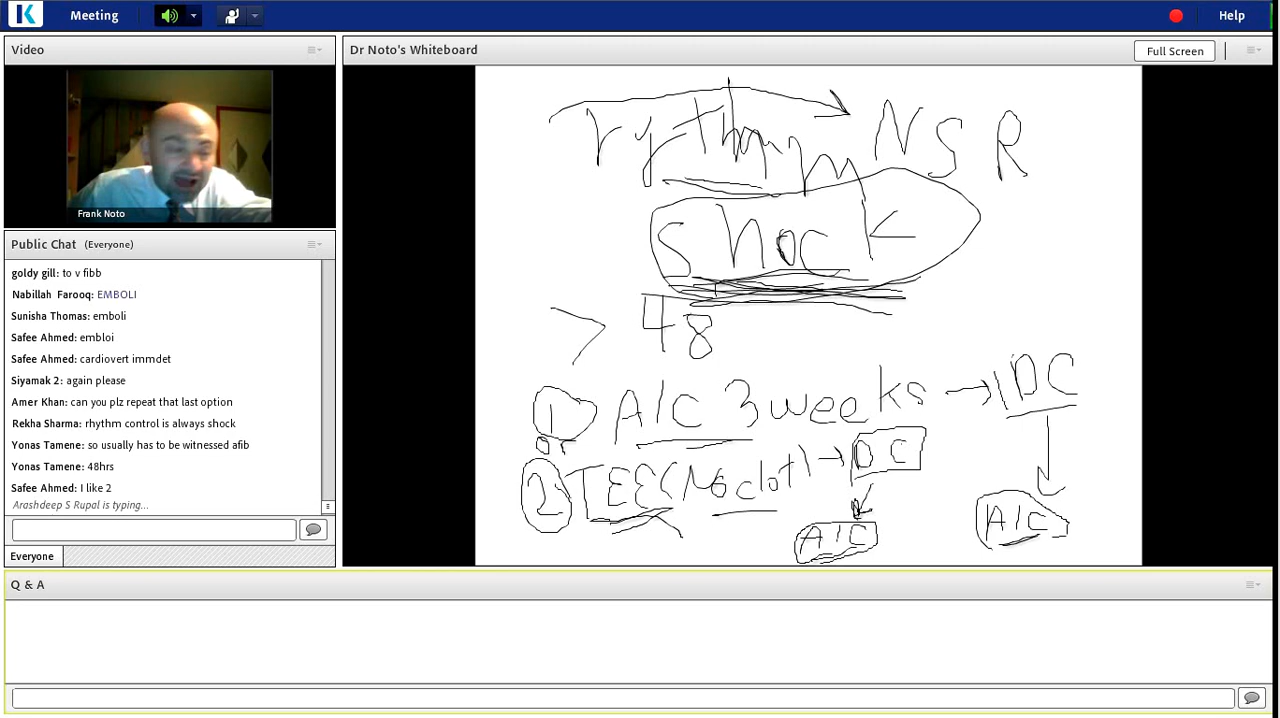 K Meeting Help
Video
Frank Noto
Public Chat (Everyone)
goldy gill: to v fibb
Nabillah Farooq: EMBOLI
Sunisha Thomas: emboli
Safee Ahmed: embloi
Safee Ahmed: cardiovert immdet
Siyamak 2: again please
Amer Khan: can you plz repeat that last option
Rekha Sharma: rhythm control is always shock
Yonas Tamene: so usually has to be witnessed afib
Yonas Tamene: 48hrs
Safee Ahmed: I like 2
Arashdeep S Rupal is typing...
Everyone
Dr Noto's Whiteboard Full Screen
rythmm NSR
shock
> 48
1 A/C 3 weeks → DC
or
2 TEE (No clot) → DC
A/C A/C
Q & A